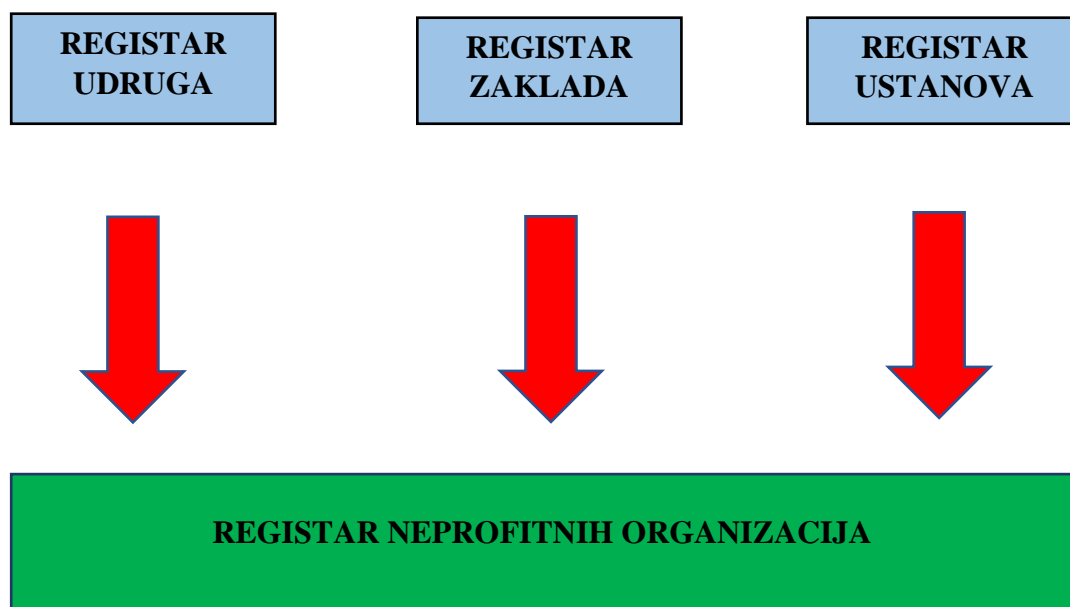 REGISTAR
UDRUGA
REGISTAR
ZAKLADA
REGISTAR
USTANOVA
REGISTAR NEPROFITNIH ORGANIZACIJA